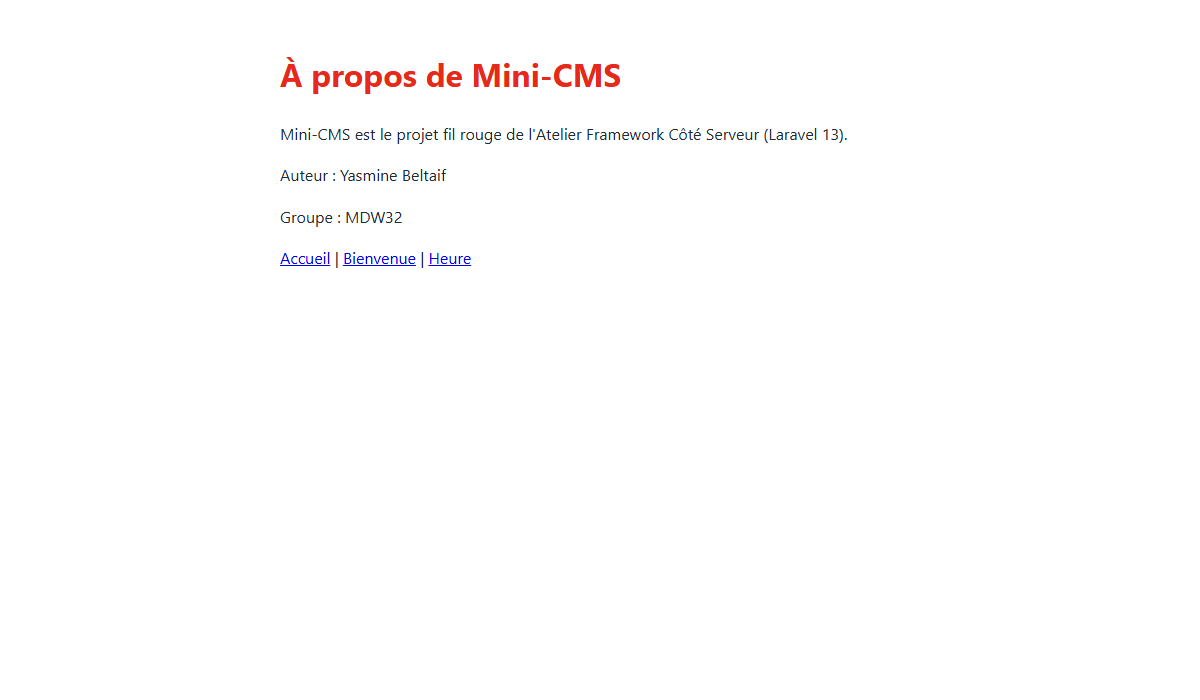 À propos de Mini-CMS
Mini-CMS est le projet fil rouge de l'Atelier Framework Côté Serveur (Laravel 13).
Auteur : Yasmine Beltaif
Groupe : MDW32
Accueil | Bienvenue | Heure